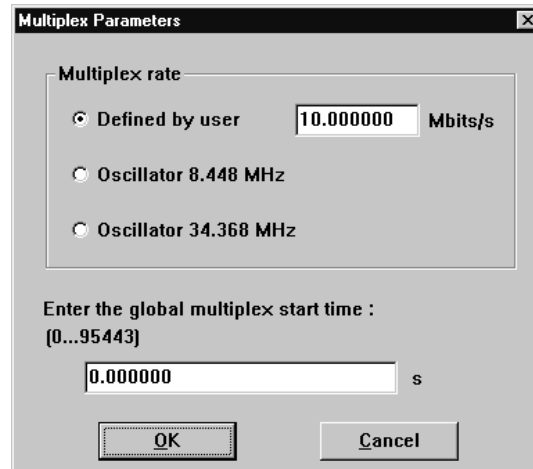 Multiplex Parameters
Multiplex rate
Defined by user 10.000000 Mbits/s
Oscillator 8.448 MHz
Oscillator 34.368 MHz
Enter the global multiplex start time :
(0...95443)
0.000000 s
OK Cancel